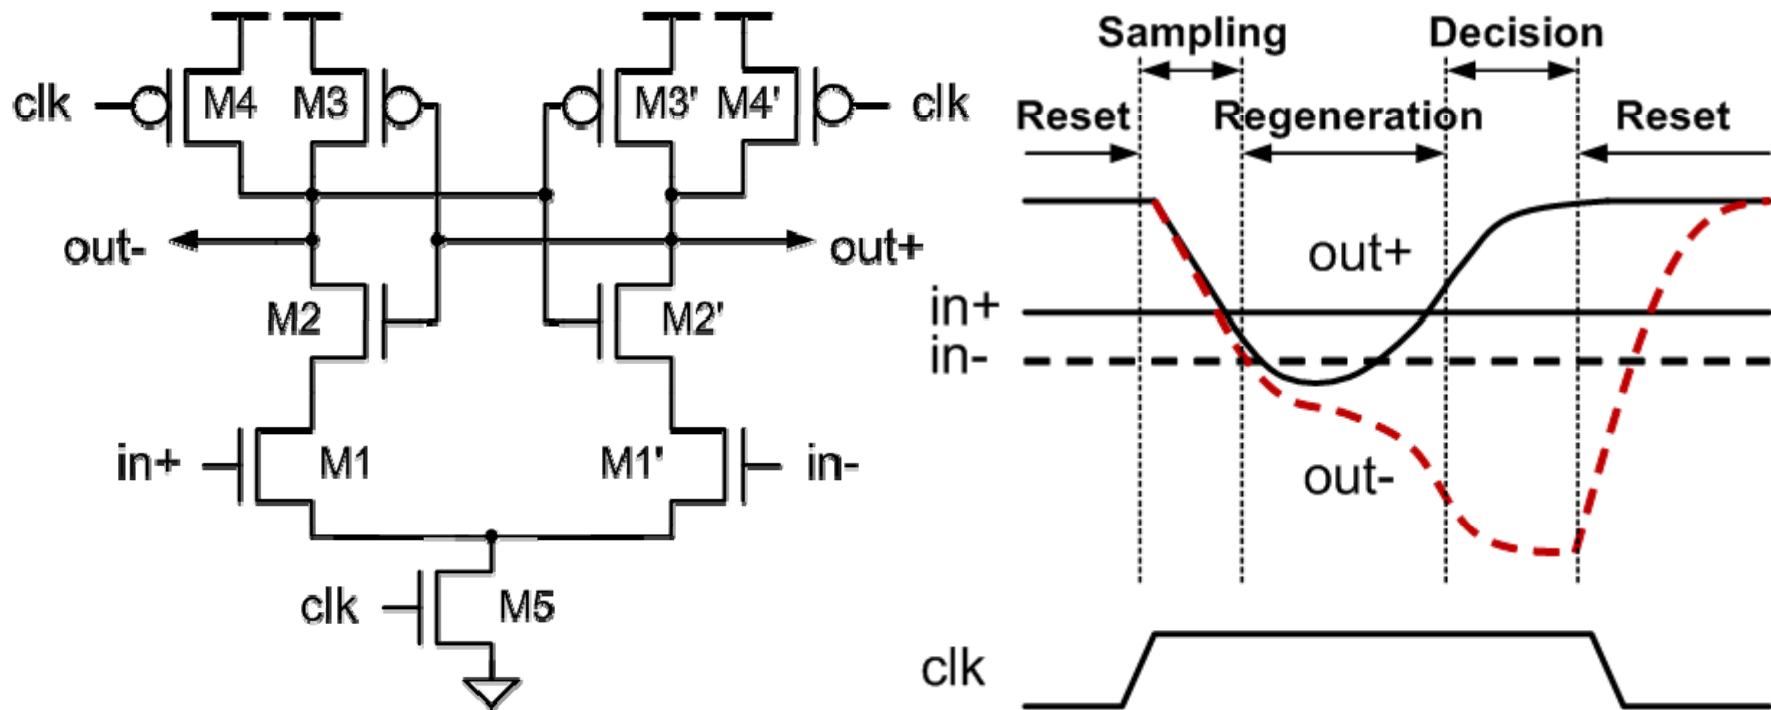 clk M4 M3 M3' M4' clk
out- out+
M2 M2'
in+ M1 M1' in-
clk M5
Sampling Decision
Reset Regeneration Reset
out+
in+
in-
out-
clk